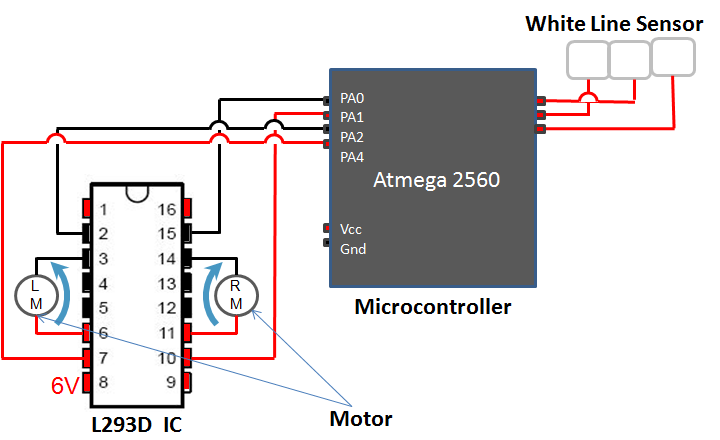 White Line Sensor
PA0
PA1
PA2
PA4
Atmega 2560
Vcc
Gnd
Microcontroller
1 16
2 15
3 14
4 13
5 12
6 11
7 10
8 9
L
M
R
M
6V
L293D IC
Motor